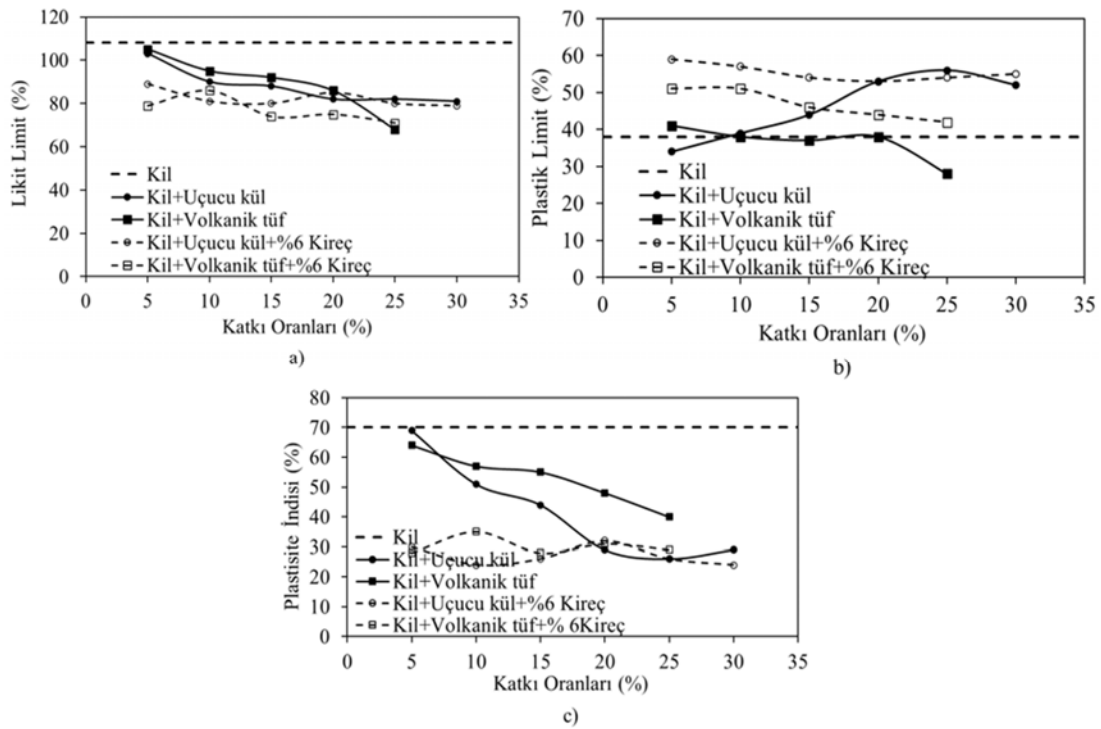 120
100
80
60
40
20
0
Likit Limit (%)
Kil
Kil+Uçucu kül
Kil+Volkanik tüf
Kil+Uçucu kül+%6 Kireç
Kil+Volkanik tüf+%6 Kireç
0 5 10 15 20 25 30 35
Katkı Oranları (%)
a)
70
60
50
40
30
20
10
0
Plastik Limit (%)
Kil
Kil+Uçucu kül
Kil+Volkanik tüf
Kil+Uçucu kül+%6 Kireç
Kil+Volkanik tüf+%6 Kireç
0 5 10 15 20 25 30 35
Katkı Oranları (%)
b)
80
70
60
50
40
30
20
10
0
Plastisite İndisi (%)
Kil
Kil+Uçucu kül
Kil+Volkanik tüf
Kil+Uçucu kül+%6 Kireç
Kil+Volkanik tüf+% 6Kireç
0 5 10 15 20 25 30 35
Katkı Oranları (%)
c)